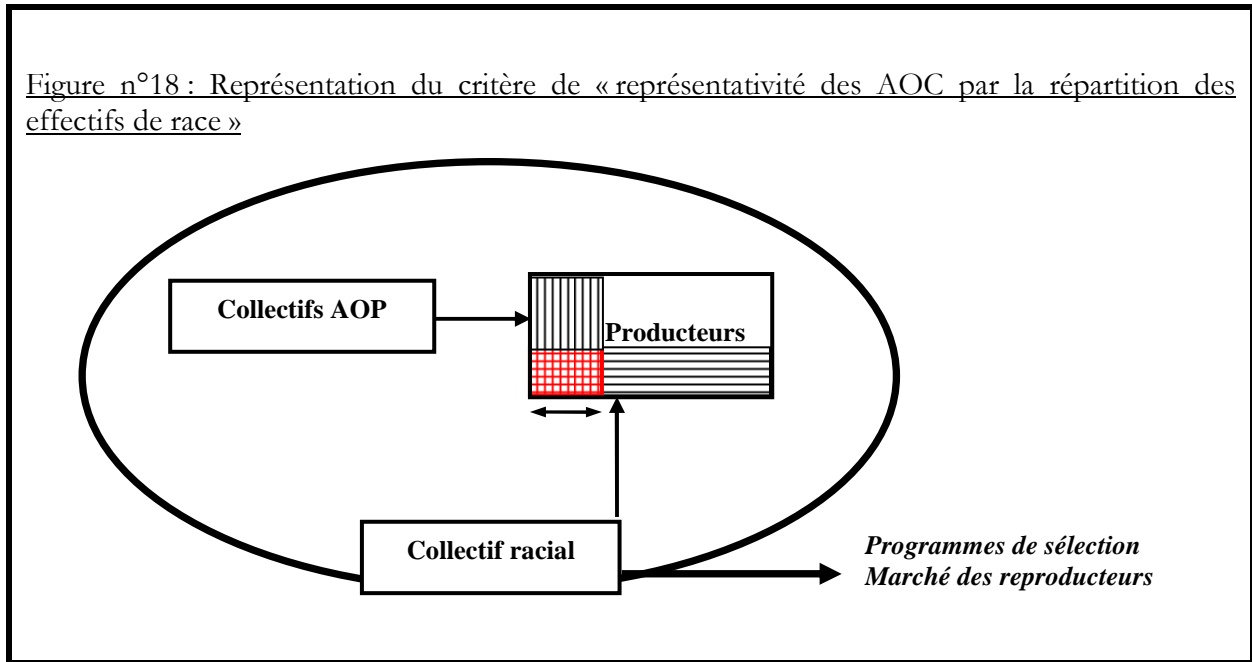 Figure n°18 : Représentation du critère de « représentativité des AOC par la répartition des
effectifs de race »
Collectifs AOP
Producteurs
Collectif racial
Programmes de sélection
Marché des reproducteurs